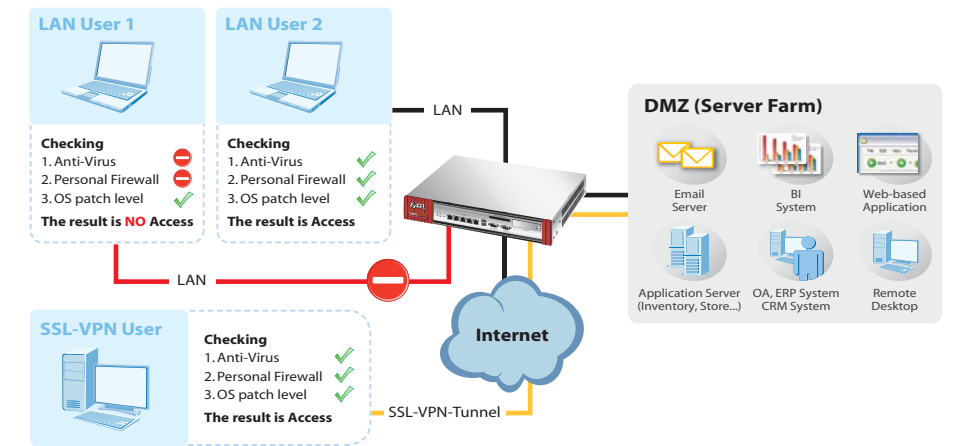 LAN User 1
Checking
1. Anti-Virus
2. Personal Firewall
3. OS patch level
The result is NO Access
LAN User 2
Checking
1. Anti-Virus
2. Personal Firewall
3. OS patch level
The result is Access
LAN
ZyXEL
LAN
DMZ (Server Farm)
Email
Server
BI
System
Web-based
Application
Application Server
(Inventory, Store...)
OA, ERP System
CRM System
Remote
Desktop
Internet
SSL-VPN User
Checking
1. Anti-Virus
2. Personal Firewall
3. OS patch level
The result is Access
SSL-VPN-Tunnel